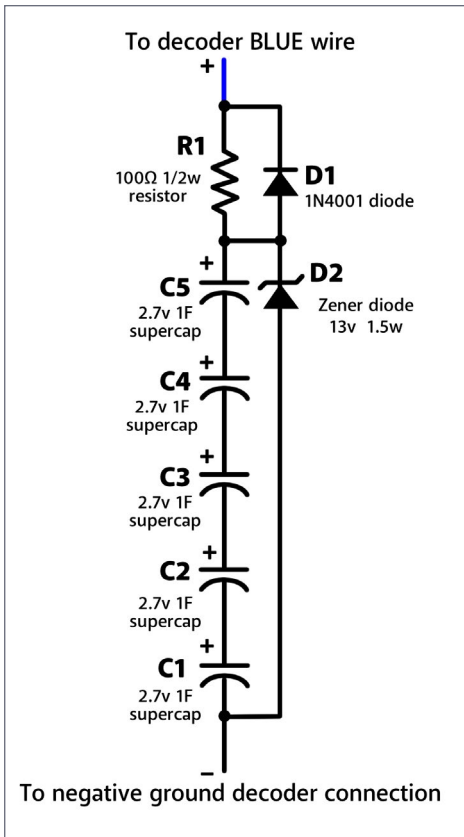 To decoder BLUE wire
+
R1
100Ω 1/2w
resistor
D1
1N4001 diode
+
C5
2.7v 1F
supercap
D2
Zener diode
13v 1.5w
+
C4
2.7v 1F
supercap
+
C3
2.7v 1F
supercap
+
C2
2.7v 1F
supercap
+
C1
2.7v 1F
supercap
–
To negative ground decoder connection